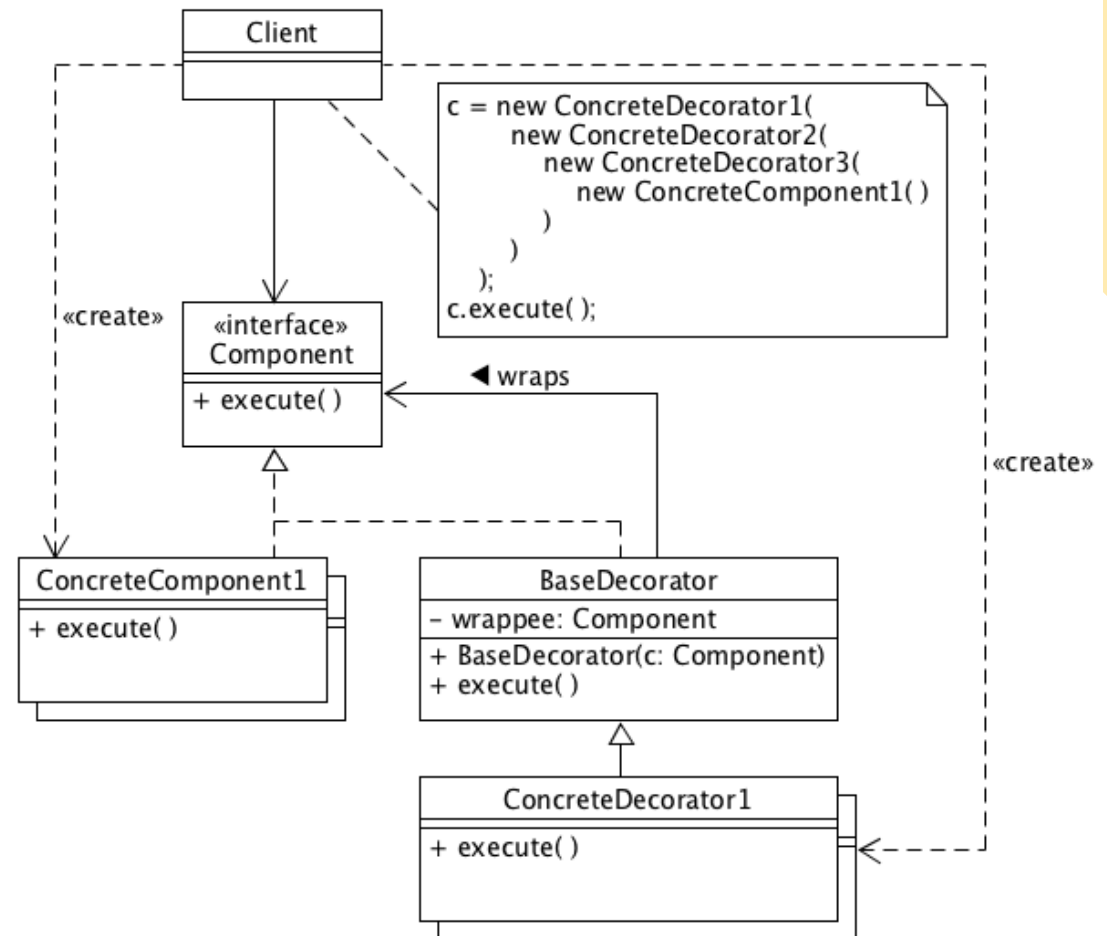 Client
c = new ConcreteDecorator1(
new ConcreteDecorator2(
new ConcreteDecorator3(
new ConcreteComponent1( )
)
)
);
c.execute( );
«create»
«interface»
Component
+ execute( )
◀ wraps
«create»
ConcreteComponent1
+ execute( )
BaseDecorator
- wrappee: Component
+ BaseDecorator(c: Component)
+ execute( )
ConcreteDecorator1
+ execute( )